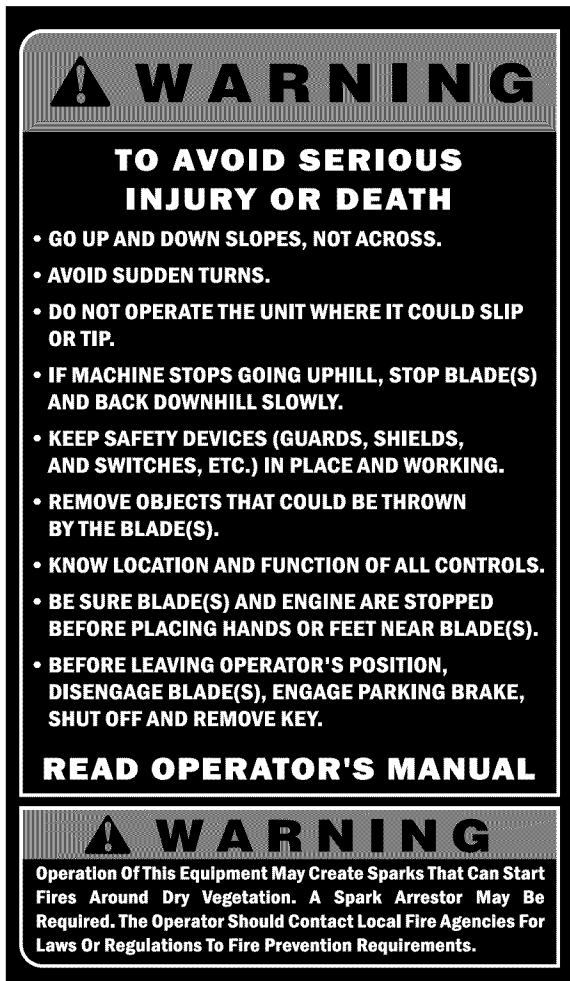 WARNING
TO AVOID SERIOUS
INJURY OR DEATH
• GO UP AND DOWN SLOPES, NOT ACROSS.
• AVOID SUDDEN TURNS.
• DO NOT OPERATE THE UNIT WHERE IT COULD SLIP
OR TIP.
• IF MACHINE STOPS GOING UPHILL, STOP BLADE(S)
AND BACK DOWNHILL SLOWLY.
• KEEP SAFETY DEVICES (GUARDS, SHIELDS,
AND SWITCHES, ETC.) IN PLACE AND WORKING.
• REMOVE OBJECTS THAT COULD BE THROWN
BY THE BLADE(S).
• KNOW LOCATION AND FUNCTION OF ALL CONTROLS.
• BE SURE BLADE(S) AND ENGINE ARE STOPPED
BEFORE PLACING HANDS OR FEET NEAR BLADE(S).
• BEFORE LEAVING OPERATOR'S POSITION,
DISENGAGE BLADE(S), ENGAGE PARKING BRAKE,
SHUT OFF AND REMOVE KEY.
READ OPERATOR'S MANUAL
WARNING
Operation Of This Equipment May Create Sparks That Can Start
Fires Around Dry Vegetation. A Spark Arrestor May Be
Required. The Operator Should Contact Local Fire Agencies For
Laws Or Regulations To Fire Prevention Requirements.